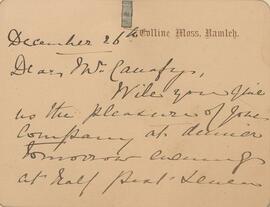 Colline Moss, Ramleh.
December 26th
Dear Mr. Canafys,
Will you give
us the pleasure of your
company at dinner
tomorrow evening
at half past seven